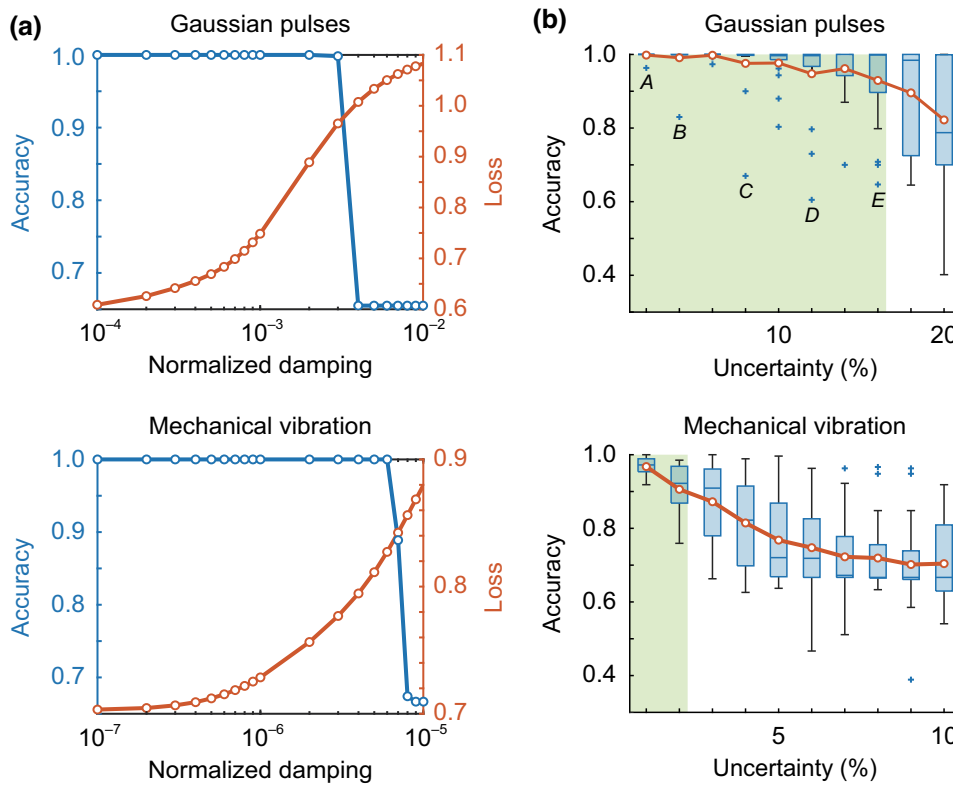 (a)
Gaussian pulses
1.0
0.9
0.8
0.7
Accuracy
1.1
1.0
0.9
0.8
0.7
0.6
Loss
10⁻⁴
10⁻³
10⁻²
Normalized damping
(b)
Gaussian pulses
1.0
0.8
0.6
0.4
Accuracy
A
B
C
D
E
10
20
Uncertainty (%)
Mechanical vibration
1.0
0.9
0.8
0.7
Accuracy
0.9
0.8
0.7
Loss
10⁻⁷
10⁻⁶
10⁻⁵
Normalized damping
Mechanical vibration
1.0
0.8
0.6
0.4
Accuracy
5
10
Uncertainty (%)